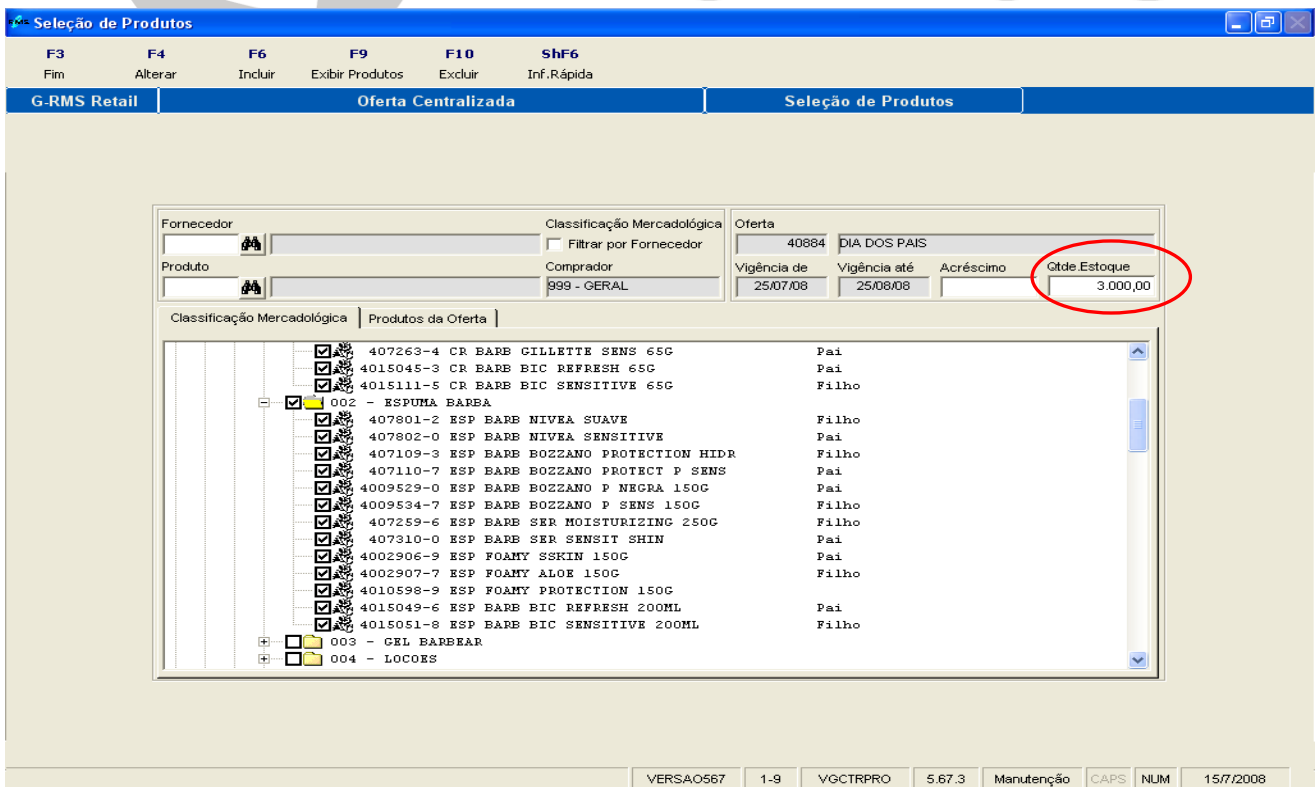 RMS Seleção de Produtos
F3 F4 F6 F9 F10 ShF6
Fim Alterar Incluir Exibir Produtos Excluir Inf.Rápida
G-RMS Retail Oferta Centralizada Seleção de Produtos
Fornecedor Classificação Mercadológica Oferta
Filtrar por Fornecedor 40884 DIA DOS PAIS
Produto Comprador Vigência de Vigência até Acréscimo Qtde.Estoque
999 - GERAL 25/07/08 25/08/08 3.000,00
Classificação Mercadológica Produtos da Oferta
407263-4 CR BARB GILLETTE SENS 65G Pai
4015045-3 CR BARB BIC REFRESH 65G Pai
4015111-5 CR BARB BIC SENSITIVE 65G Filho
002 - ESPUMA BARBA
407801-2 ESP BARB NIVEA SUAVE Filho
407802-0 ESP BARB NIVEA SENSITIVE Pai
407109-3 ESP BARB BOZZANO PROTECTION HIDR Filho
407110-7 ESP BARB BOZZANO PROTECT P SENS Pai
4009529-0 ESP BARB BOZZANO P NEGRA 150G Pai
4009534-7 ESP BARB BOZZANO P SENS 150G Filho
407259-6 ESP BARB SER MOISTURIZING 250G Filho
407310-0 ESP BARB SER SENSIT SHIN Pai
4002906-9 ESP FOAMY SSKIN 150G Pai
4002907-7 ESP FOAMY ALOE 150G Filho
4010598-9 ESP FOAMY PROTECTION 150G
4015049-6 ESP BARB BIC REFRESH 200ML Pai
4015051-8 ESP BARB BIC SENSITIVE 200ML Filho
003 - GEL BARBEAR
004 - LOCOES
VERSAO567 1-9 VGCTRPRO 5.67.3 Manutenção CAPS NUM 15/7/2008